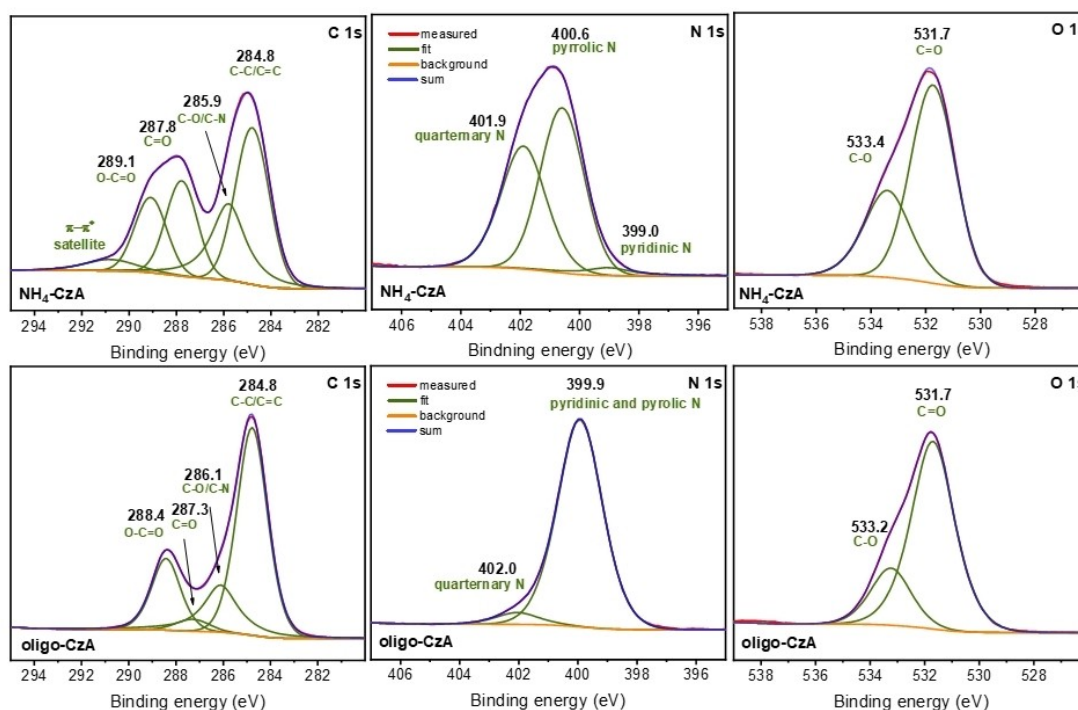 C 1s
284.8
C-C/C=C
285.9
C-O/C-N
287.8
C=O
289.1
O-C=O
π–π*
satellite
NH₄-CzA
294 292 290 288 286 284 282
Binding energy (eV)
N 1s
measured
fit
background
sum
400.6
pyrrolic N
401.9
quarternary N
399.0
pyridinic N
NH₄-CzA
406 404 402 400 398 396
Bindning energy (eV)
O 1s
531.7
C=O
533.4
C-O
NH₄-CzA
538 536 534 532 530 528
Binding energy (eV)
C 1s
284.8
C-C/C=C
286.1
C-O/C-N
287.3
C=O
288.4
O-C=O
oligo-CzA
294 292 290 288 286 284 282
Binding energy (eV)
N 1s
measured
fit
background
sum
399.9
pyridinic and pyrolic N
402.0
quarternary N
oligo-CzA
406 404 402 400 398 396
Binding energy (eV)
O 1s
531.7
C=O
533.2
C-O
oligo-CzA
538 536 534 532 530 528
Binding energy (eV)